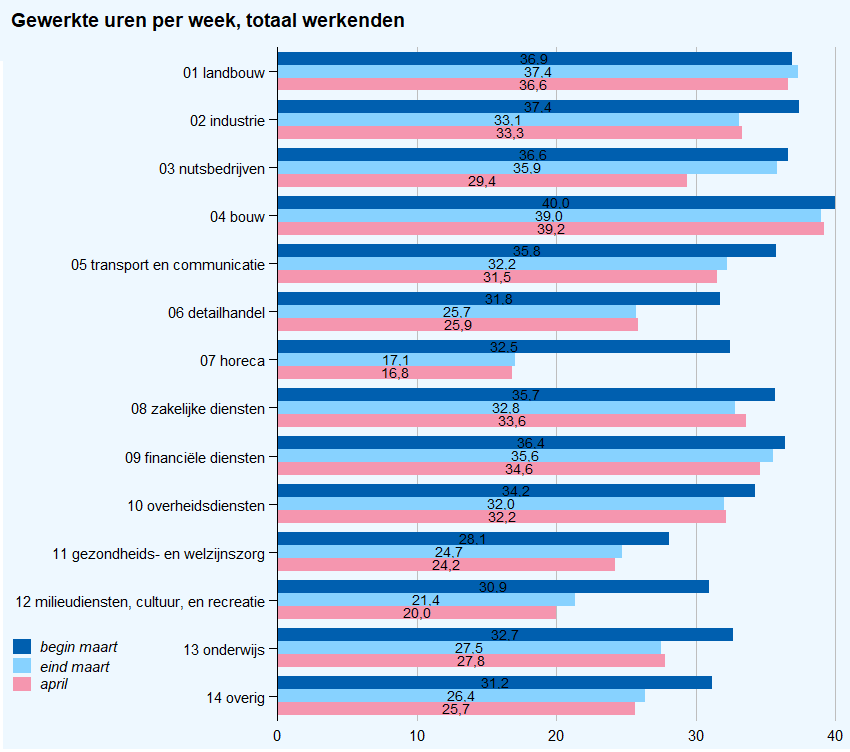 Gewerkte uren per week, totaal werkenden
36,9
01 landbouw
37,4
36,6
37,4
02 industrie
33,1
33,3
36,6
03 nutsbedrijven
35,9
29,4
40,0
04 bouw
39,0
39,2
35,8
05 transport en communicatie
32,2
31,5
31,8
06 detailhandel
25,7
25,9
32,5
07 horeca
17,1
16,8
35,7
08 zakelijke diensten
32,8
33,6
36,4
09 financiële diensten
35,6
34,6
34,2
10 overheidsdiensten
32,0
32,2
28,1
11 gezondheids- en welzijnszorg
24,7
24,2
30,9
12 milieudiensten, cultuur, en recreatie
21,4
20,0
32,7
13 onderwijs
27,5
27,8
31,2
14 overig
26,4
25,7
begin maart
eind maart
april
0 10 20 30 40